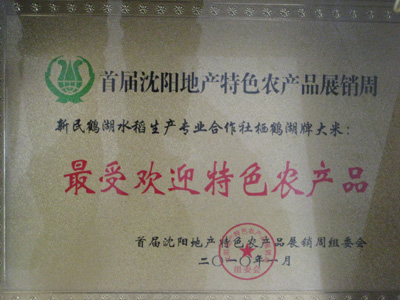 首届沈阳地产特色农产品展销周
新民鹤湖水稻生产专业合作社栖鹤湖牌大米：
最受欢迎特色农产品
首届沈阳地产特色农产品展销周组委会
二〇一〇年一月
组委会